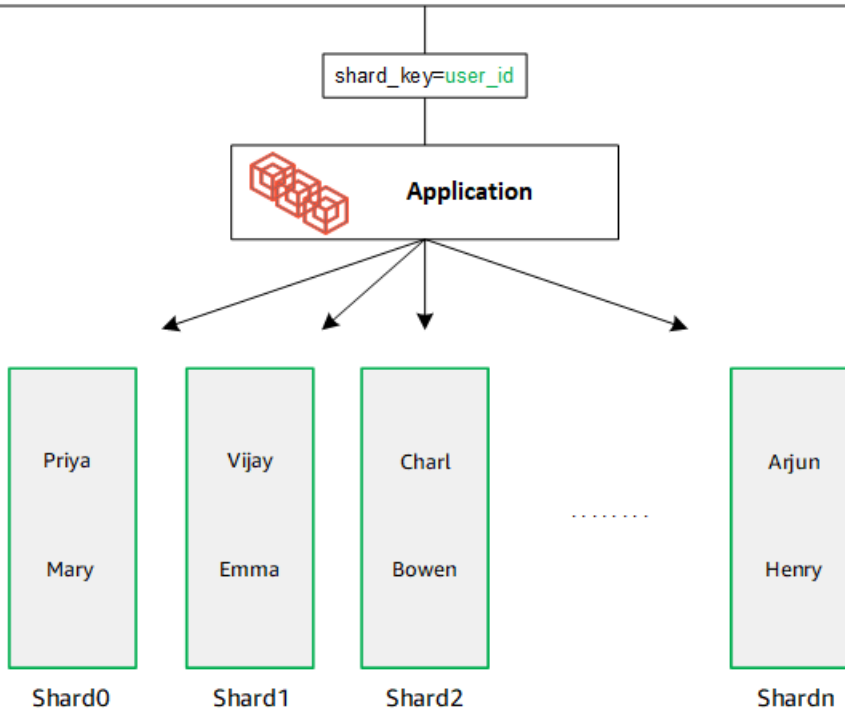 shard_key=user_id
Application
Priya
Vijay
Charl
Arjun
Mary
Emma
Bowen
Henry
........
Shard0
Shard1
Shard2
Shardn